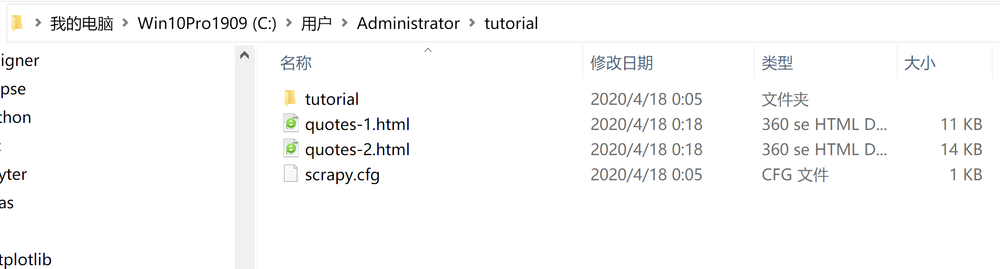 我的电脑 Win10Pro1909 (C:) 用户 Administrator tutorial
igner
pse
thon
yter
as
tplotlib
名称 修改日期 类型 大小
tutorial 2020/4/18 0:05 文件夹
quotes-1.html 2020/4/18 0:18 360 se HTML D... 11 KB
quotes-2.html 2020/4/18 0:18 360 se HTML D... 14 KB
scrapy.cfg 2020/4/18 0:05 CFG 文件 1 KB